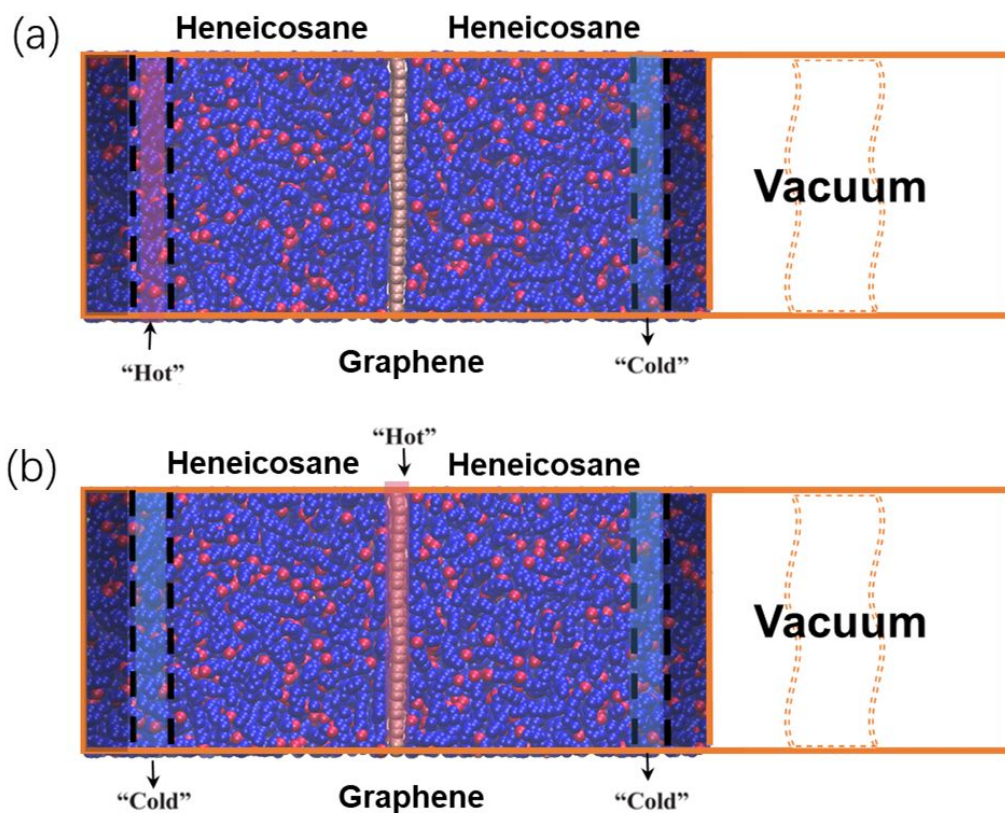 (a)
Heneicosane Heneicosane
Vacuum
“Hot” Graphene “Cold”
“Hot”
(b)
Heneicosane Heneicosane
Vacuum
“Cold” Graphene “Cold”